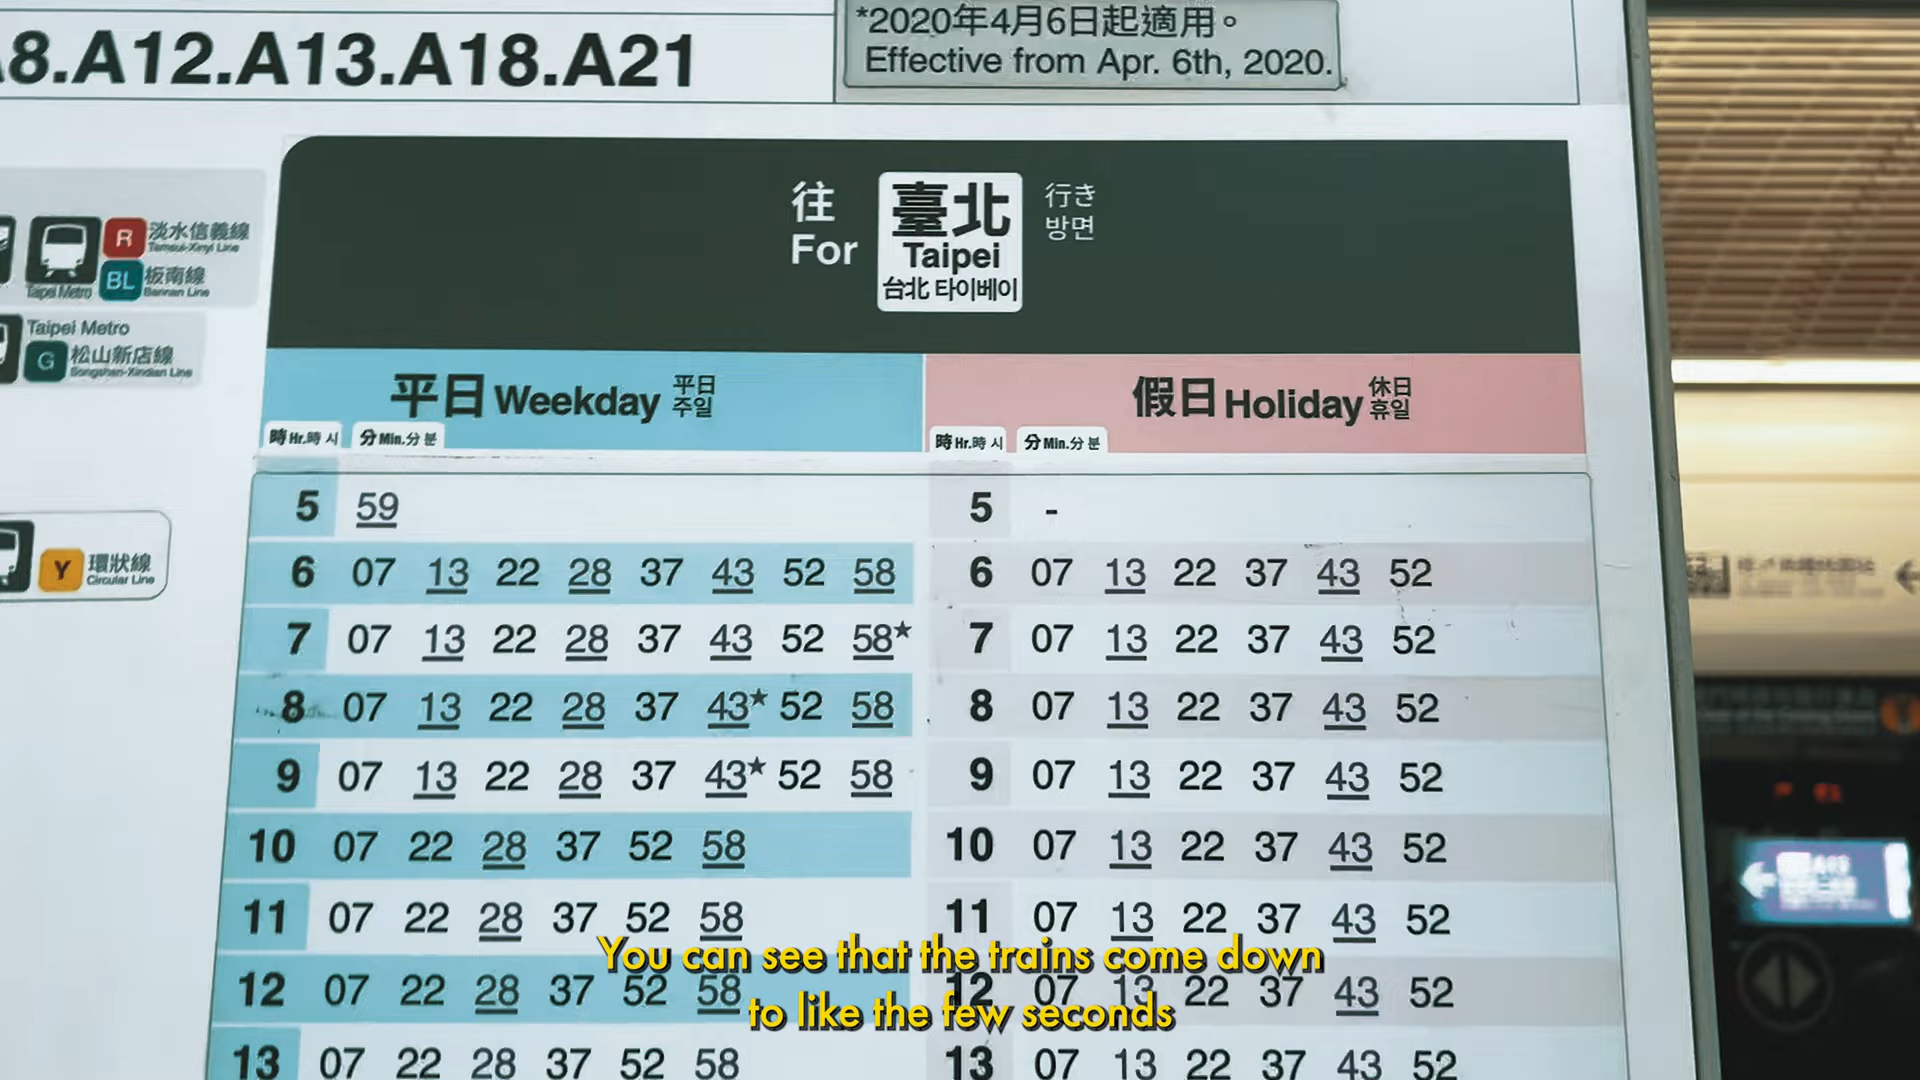 8.A12.A13.A18.A21
*2020年4月6日起適用。
Effective from Apr. 6th, 2020.
R 淡水信義線
Tamsui-Xinyi Line
BL 板南線
Bannan Line
Taipei Metro
Taipei Metro
G 松山新店線
Songshan-Xindian Line
Y 環狀線
Circular Line
往 臺北 行き
For Taipei 방면
台北 타이베이
平日 Weekday 平日 주일
時 Hr. 時 시 分 Min. 分 분
5 59
6 07 13 22 28 37 43 52 58
7 07 13 22 28 37 43 52 58★
8 07 13 22 28 37 43★ 52 58
9 07 13 22 28 37 43★ 52 58
10 07 22 28 37 52 58
11 07 22 28 37 52 58
12 07 22 28 37 52 58
13 07 22 28 37 52 58
假日 Holiday 休日 휴일
時 Hr. 時 시 分 Min. 分 분
5 -
6 07 13 22 37 43 52
7 07 13 22 37 43 52
8 07 13 22 37 43 52
9 07 13 22 37 43 52
10 07 13 22 37 43 52
11 07 13 22 37 43 52
12 07 13 22 37 43 52
13 07 13 22 37 43 52
You can see that the trains come down
to like the few seconds